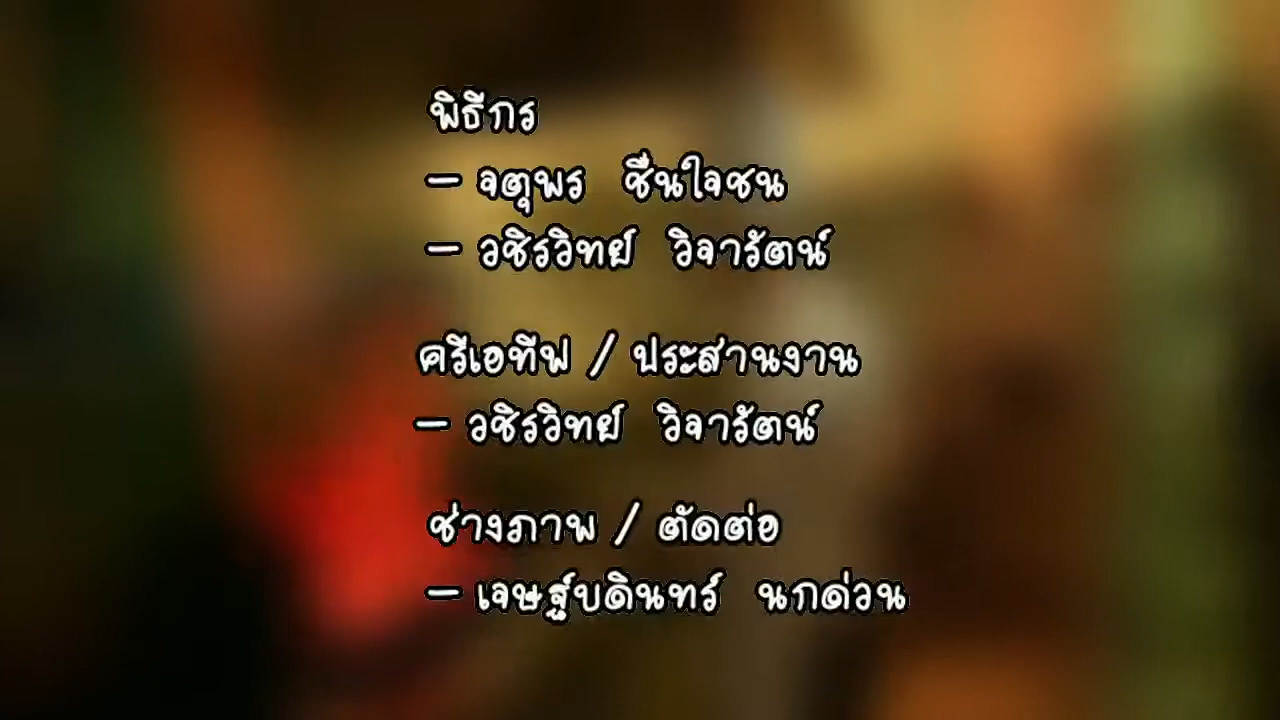 พิธีกร
- จตุพร ชื่นใจชน
- วชิรวิทย์ วิจารัตน์
ครีเอทีฟ / ประสานงาน
- วชิรวิทย์ วิจารัตน์
ช่างภาพ / ตัดต่อ
- เจษฐ์บดินทร์ นกด่วน